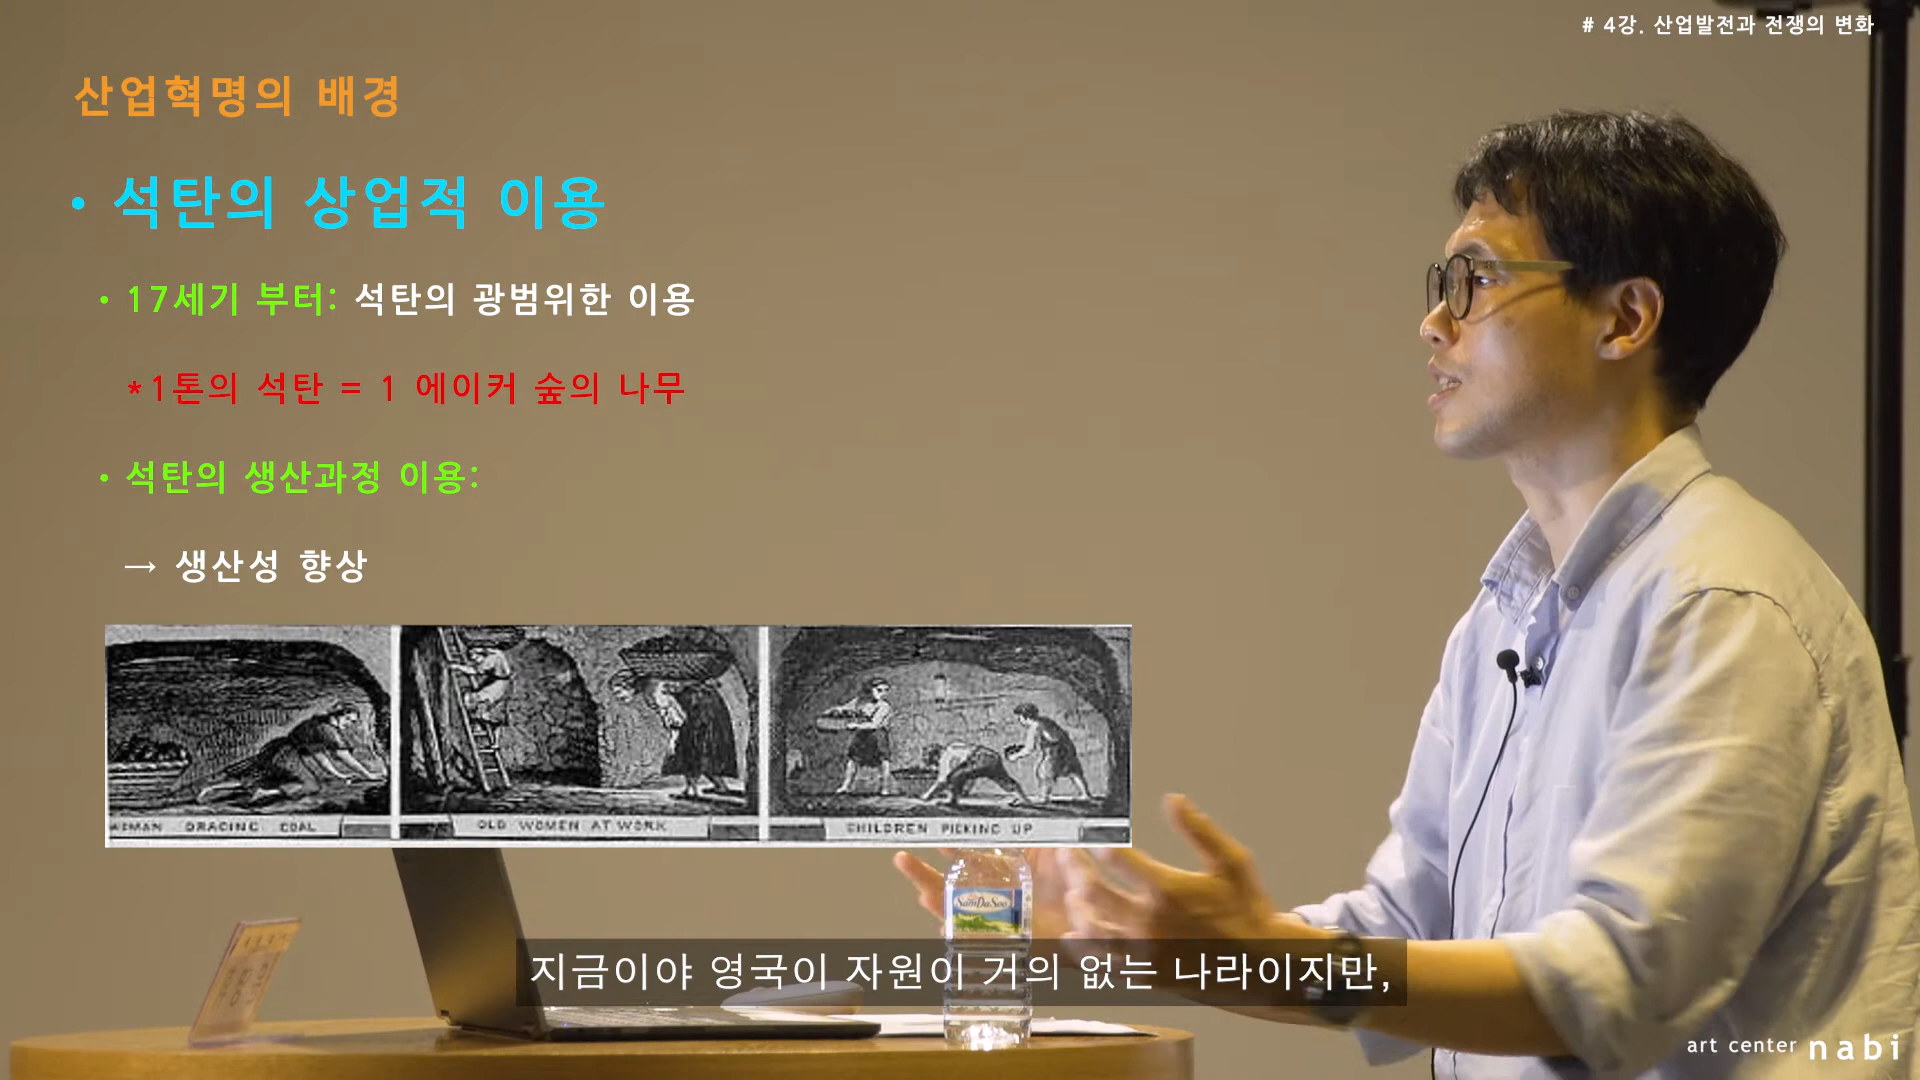 # 4강. 산업발전과 전쟁의 변화
산업혁명의 배경
• 석탄의 상업적 이용
• 17세기 부터: 석탄의 광범위한 이용
*1톤의 석탄 = 1 에이커 숲의 나무
• 석탄의 생산과정 이용:
→ 생산성 향상
OLD WOMEN AT WORK
CHILDREN PICKING UP
SamDaSoo
지금이야 영국이 자원이 거의 없는 나라이지만,
art center nabi